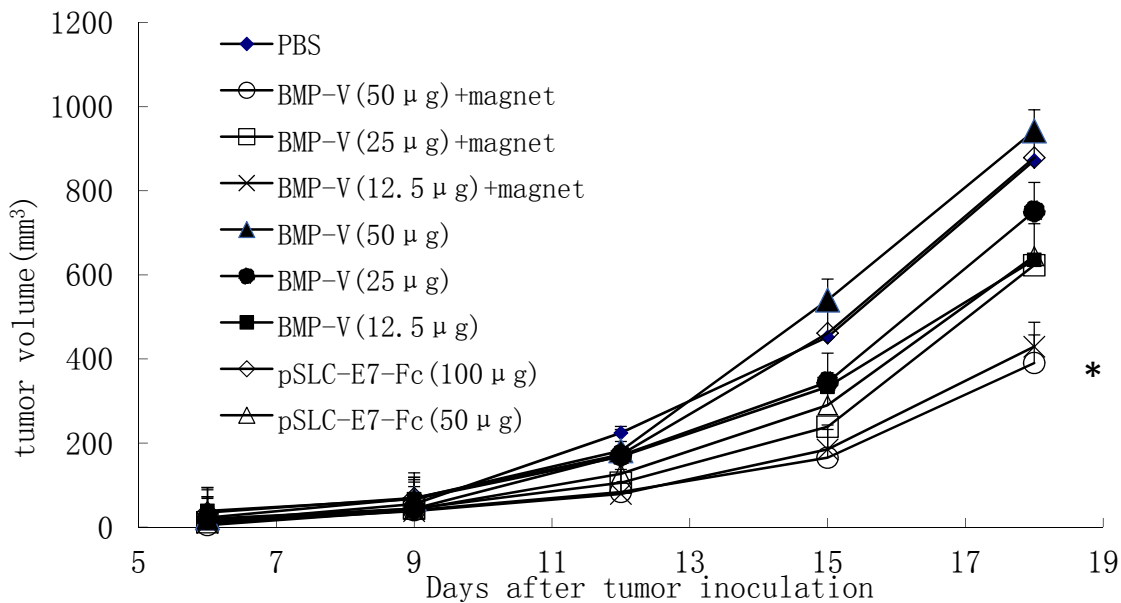 1200
1000
800
600
400
200
0
tumor volume(mm³)
PBS
BMP-V(50μg)+magnet
BMP-V(25μg)+magnet
BMP-V(12.5μg)+magnet
BMP-V(50μg)
BMP-V(25μg)
BMP-V(12.5μg)
pSLC-E7-Fc(100μg)
pSLC-E7-Fc(50μg)
*
5 7 9 11 13 15 17 19
Days after tumor inoculation